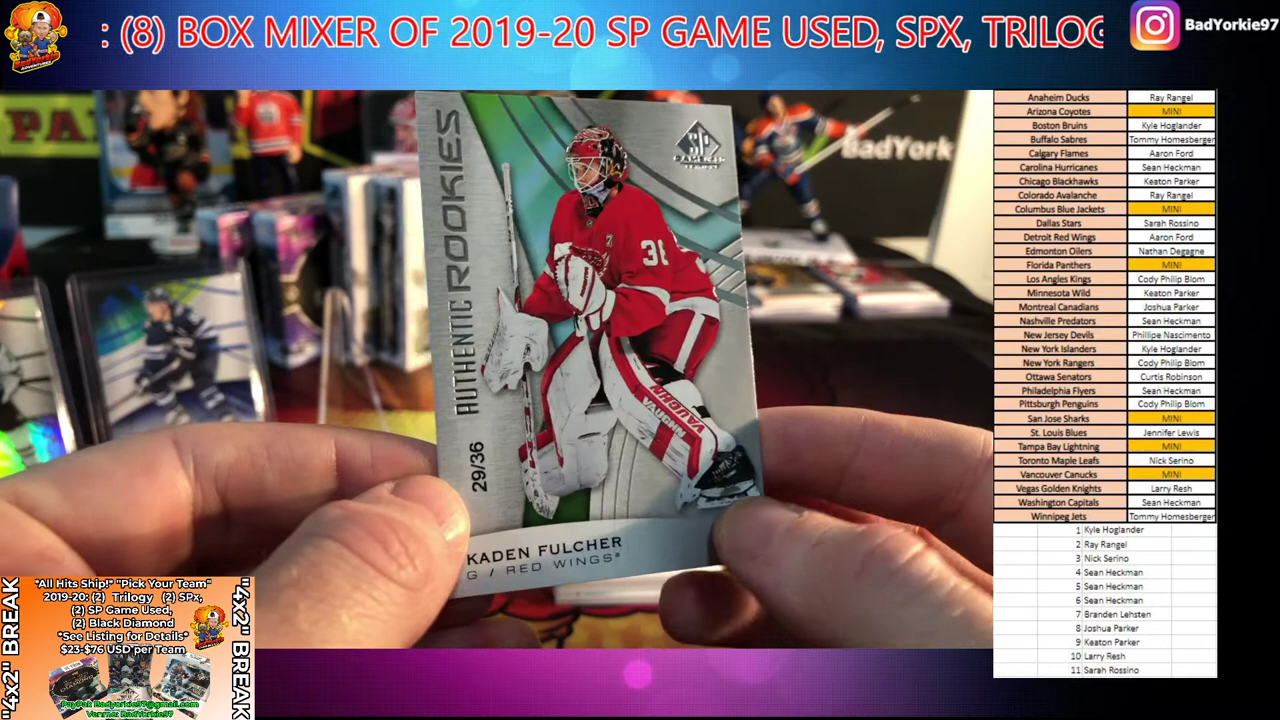 : (8) BOX MIXER OF 2019-20 SP GAME USED, SPX, TRILOG
BadYorkie97
BadYork
AUTHENTIC ROOKIES
SP
38
VAUGHN
29/36
KADEN FULCHER
G / RED WINGS
Anaheim Ducks Ray Rangel
Arizona Coyotes MINI
Boston Bruins Kyle Hoglander
Buffalo Sabres Tommy Homesberger
Calgary Flames Aaron Ford
Carolina Hurricanes Sean Heckman
Chicago Blackhawks Keaton Parker
Colorado Avalanche Ray Rangel
Columbus Blue Jackets MINI
Dallas Stars Sarah Rossino
Detroit Red Wings Aaron Ford
Edmonton Oilers Nathan Degagne
Florida Panthers MINI
Los Angeles Kings Cody Philip Blom
Minnesota Wild Keaton Parker
Montreal Canadians Joshua Parker
Nashville Predators Sean Heckman
New Jersey Devils Phillipe Nascimento
New York Islanders Kyle Hoglander
New York Rangers Cody Philip Blom
Ottawa Senators Curtis Robinson
Philadelphia Flyers Sean Heckman
Pittsburgh Penguins Cody Philip Blom
San Jose Sharks MINI
St. Louis Blues Jennifer Lewis
Tampa Bay Lightning MINI
Toronto Maple Leafs Nick Serino
Vancouver Canucks MINI
Vegas Golden Knights Larry Resh
Washington Capitals Sean Heckman
Winnipeg Jets Tommy Homesberger
1 Kyle Hoglander
2 Ray Rangel
3 Nick Serino
4 Sean Heckman
5 Sean Heckman
6 Sean Heckman
7 Branden Lehsten
8 Joshua Parker
9 Keaton Parker
10 Larry Resh
11 Sarah Rossino
"4x2" BREAK
"All Hits Ship!" "Pick Your Team"
2019-20: (2) Trilogy (2) SPx,
(2) SP Game Used,
(2) Black Diamond
*See Listing for Details*
$23-$76 USD per Team
PayPal: Badyorkie97@gmail.com
Venmo: BadYorkie97
"4x2" BREAK